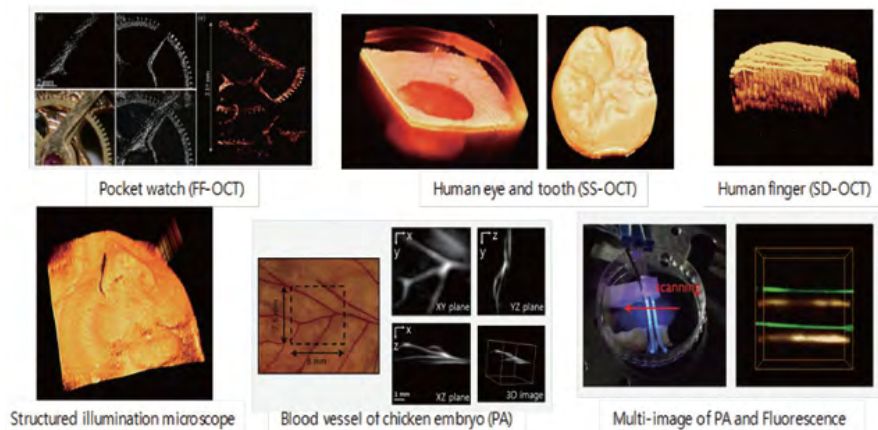 (a)
(b)
(e)
Pocket watch (FF-OCT)
Human eye and tooth (SS-OCT)
Human finger (SD-OCT)
x
y
XY plane
z
y
YZ plane
x
z
1 mm
XZ plane
3D image
scanning
Structured illumination microscope
Blood vessel of chicken embryo (PA)
Multi-image of PA and Fluorescence